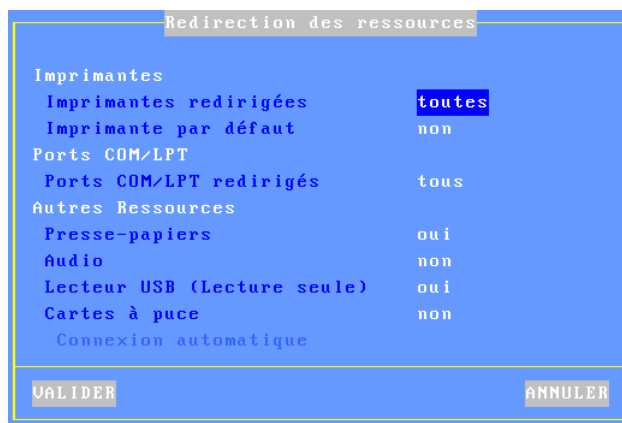 Redirection des ressources
Imprimantes
Imprimantes redirigées toutes
Imprimante par défaut non
Ports COM/LPT
Ports COM/LPT redirigés tous
Autres Ressources
Presse-papiers oui
Audio non
Lecteur USB (Lecture seule) oui
Cartes à puce non
Connexion automatique
VALIDER ANNULER